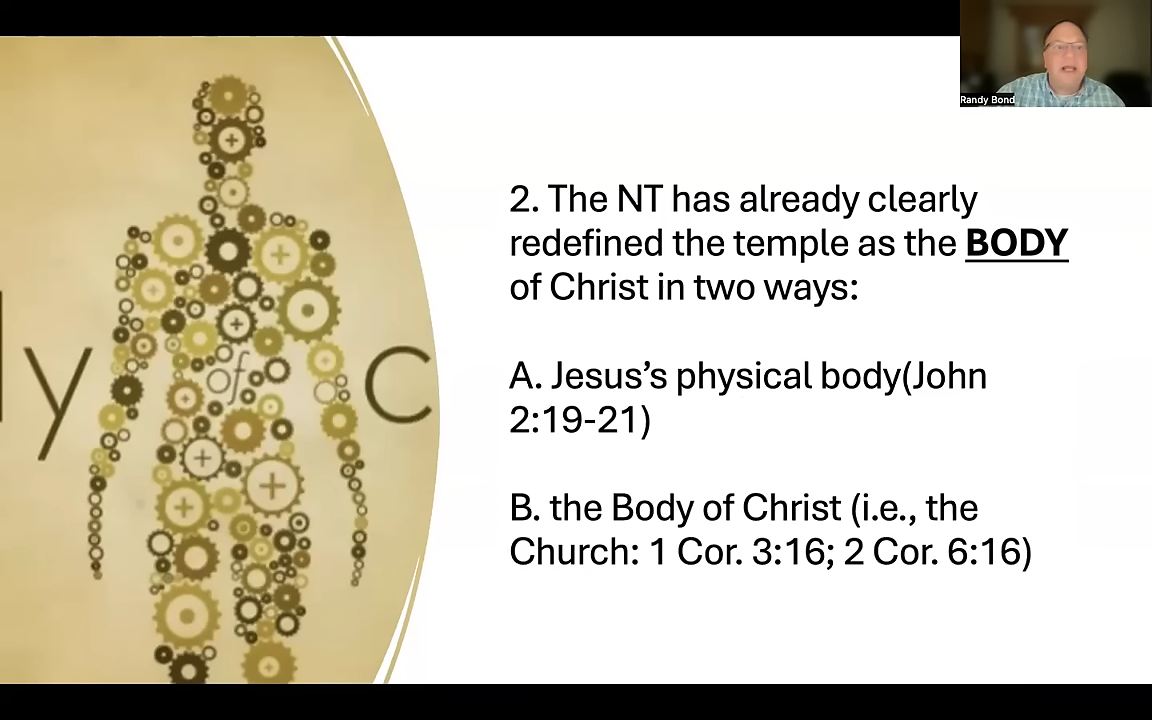 Randy Bond
2. The NT has already clearly
redefined the temple as the BODY
of Christ in two ways:
A. Jesus's physical body(John
2:19-21)
B. the Body of Christ (i.e., the
Church: 1 Cor. 3:16; 2 Cor. 6:16)
y of C